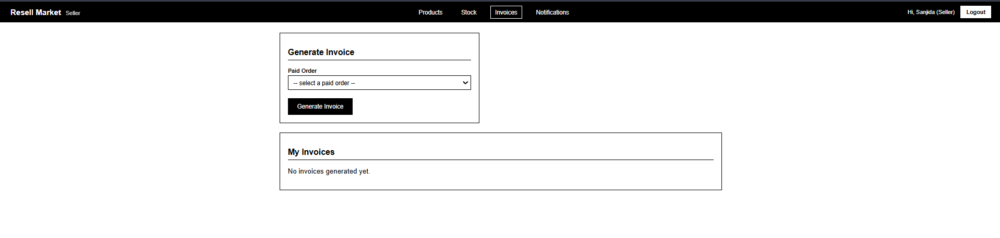 Resell Market Seller Products Stock Invoices Notifications Hi, Sanjida (Seller) Logout
Generate Invoice
Paid Order
-- select a paid order --
Generate Invoice
My Invoices
No invoices generated yet.